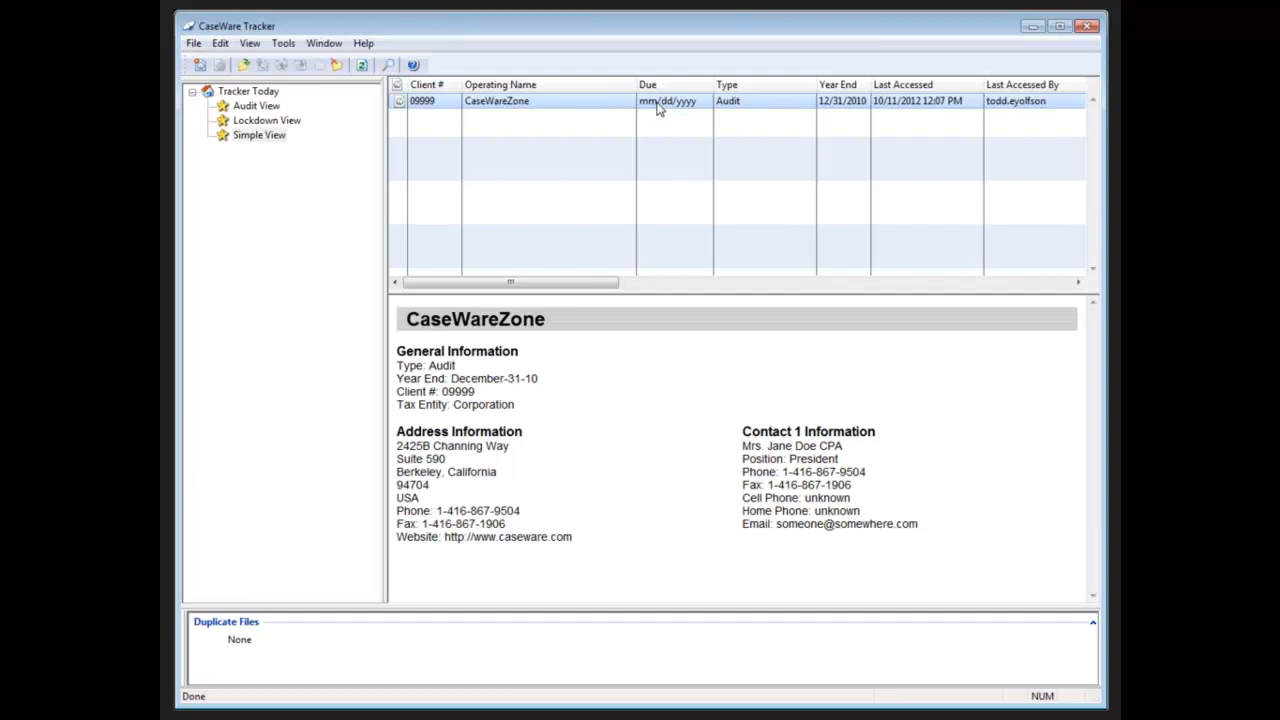 CaseWare Tracker
File Edit View Tools Window Help
Tracker Today
Audit View
Lockdown View
Simple View
Client # Operating Name Due Type Year End Last Accessed Last Accessed By
09999 CaseWareZone mm/dd/yyyy Audit 12/31/2010 10/11/2012 12:07 PM todd.eyolfson
CaseWareZone
General Information
Type: Audit
Year End: December-31-10
Client #: 09999
Tax Entity: Corporation
Address Information
2425B Channing Way
Suite 590
Berkeley, California
94704
USA
Phone: 1-416-867-9504
Fax: 1-416-867-1906
Website: http://www.caseware.com
Contact 1 Information
Mrs. Jane Doe CPA
Position: President
Phone: 1-416-867-9504
Fax: 1-416-867-1906
Cell Phone: unknown
Home Phone: unknown
Email: someone@somewhere.com
Duplicate Files
None
Done NUM